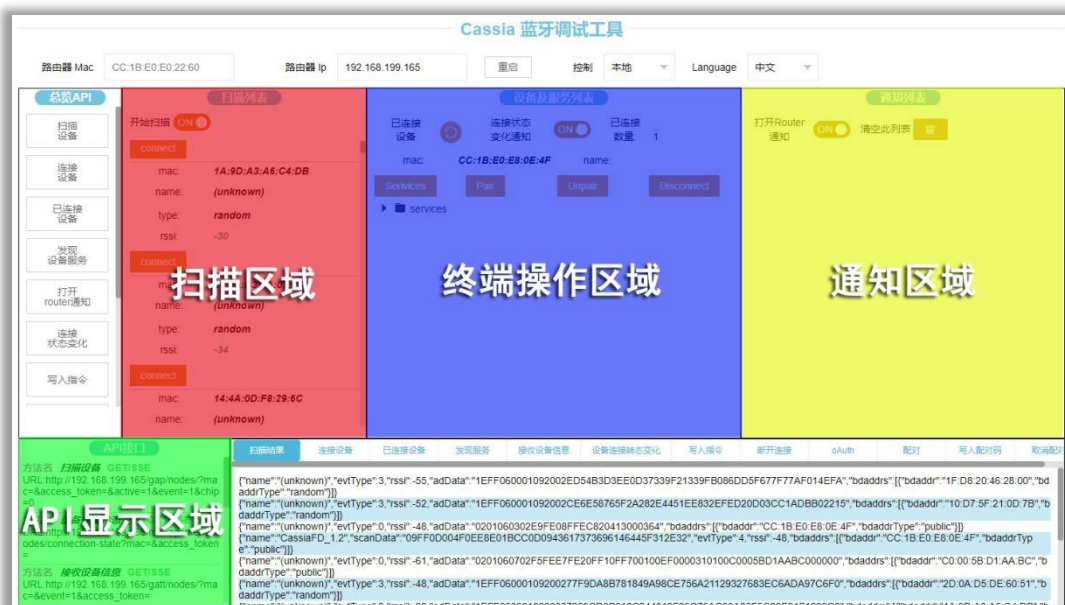 Cassia 蓝牙调试工具
路由器 Mac CC:1B:E0:E0:22:60 路由器 Ip 192.168.199.165 重启 控制 本地 Language 中文
总览API
扫描设备
连接设备
已连接设备
发现设备服务
打开router通知
连接状态变化
写入指令
扫描列表
开始扫描 ON
connect
mac: 1A:9D:A3:A6:C4:DB
name: (unknown)
type: random
rssi: -30
connect
name: (unknown)
type: random
rssi: -34
connect
mac: 14:4A:0D:F8:29:6C
name: (unknown)
扫描区域
设备及服务列表
已连接设备 连接状态变化通知 ON 已连接数量: 1
mac: CC:1B:E0:E8:0E:4F name:
Services Pair Unpair Disconnect
services
终端操作区域
通知列表
打开Router通知 ON 清空此列表
通知区域
API接口
方法名 扫描设备 GET/SSE
URL:http://192.168.199.165/gap/nodes/?ma
c=&access_token=&active=1&event=1&chip
=0
API显示区域
odes/connection-state?mac=&access_token
=
方法名 接收设备信息 GET/SSE
URL:http://192.168.199.165/gatt/nodes/?ma
c=&event=1&access_token=
扫描结果 连接设备 已连接设备 发现服务 接收设备信息 设备连接转态变化 写入指令 断开连接 oAuth 配对 写入配对码 取消配
{"name":"(unknown)","evtType":3,"rssi":-55,"adData":"1EFF060001092002ED54B3D3EE0D37339F21339FB086DD5F677F77AF014EFA","bdaddrs":[{"bdaddr":"1F:D8:20:46:28:00","bd
addrType":"random"}]}
{"name":"(unknown)","evtType":3,"rssi":-52,"adData":"1EFF060001092002CE6E58765F2A282E4451EE832EFED20D03CC1ADBB02215","bdaddrs":[{"bdaddr":"10:D7:5F:21:0D:7B","b
daddrType":"random"}]}
{"name":"(unknown)","evtType":0,"rssi":-48,"adData":"0201060302E9FE08FFEC820413000364","bdaddrs":[{"bdaddr":"CC:1B:E0:E8:0E:4F","bdaddrType":"public"}]}
{"name":"CassiaFD_1.2","scanData":"09FF0D004F0EE8E01BCC0D0943617373696146445F312E32","evtType":4,"rssi":-48,"bdaddrs":[{"bdaddr":"CC:1B:E0:E8:0E:4F","bdaddrTyp
e":"public"}]}
{"name":"(unknown)","evtType":0,"rssi":-61,"adData":"0201060702F5FEE7FE20FF10FF700100EF0000310100C0005BD1AABC000000","bdaddrs":[{"bdaddr":"C0:00:5B:D1:AA:BC","b
daddrType":"public"}]}
{"name":"(unknown)","evtType":3,"rssi":-48,"adData":"1EFF06000109200277F9DA8B781849A98CE756A21129327683EC6ADA97C6F0","bdaddrs":[{"bdaddr":"2D:0A:D5:DE:60:51","b
daddrType":"random"}]}